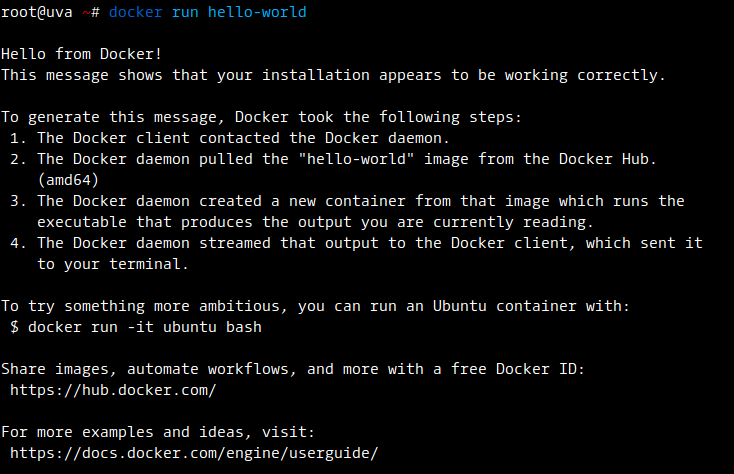 root@uva ~# docker run hello-world
Hello from Docker!
This message shows that your installation appears to be working correctly.
To generate this message, Docker took the following steps:
1. The Docker client contacted the Docker daemon.
2. The Docker daemon pulled the "hello-world" image from the Docker Hub.
(amd64)
3. The Docker daemon created a new container from that image which runs the
executable that produces the output you are currently reading.
4. The Docker daemon streamed that output to the Docker client, which sent it
to your terminal.
To try something more ambitious, you can run an Ubuntu container with:
$ docker run -it ubuntu bash
Share images, automate workflows, and more with a free Docker ID:
https://hub.docker.com/
For more examples and ideas, visit:
https://docs.docker.com/engine/userguide/